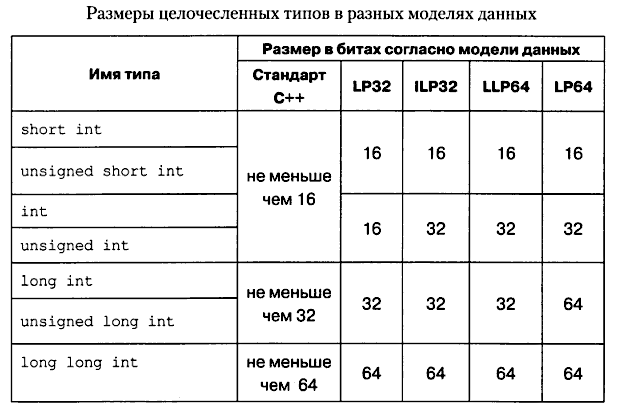 Размеры целочесленных типов в разных моделях данных
Имя типа
Размер в битах согласно модели данных
Стандарт
C++
LP32
ILP32
LLP64
LP64
short int
unsigned short int
не меньше
чем 16
16 16 16 16
int
unsigned int
16 32 32 32
long int
unsigned long int
не меньше
чем 32
32 32 32 64
long long int
не меньше
чем 64
64 64 64 64